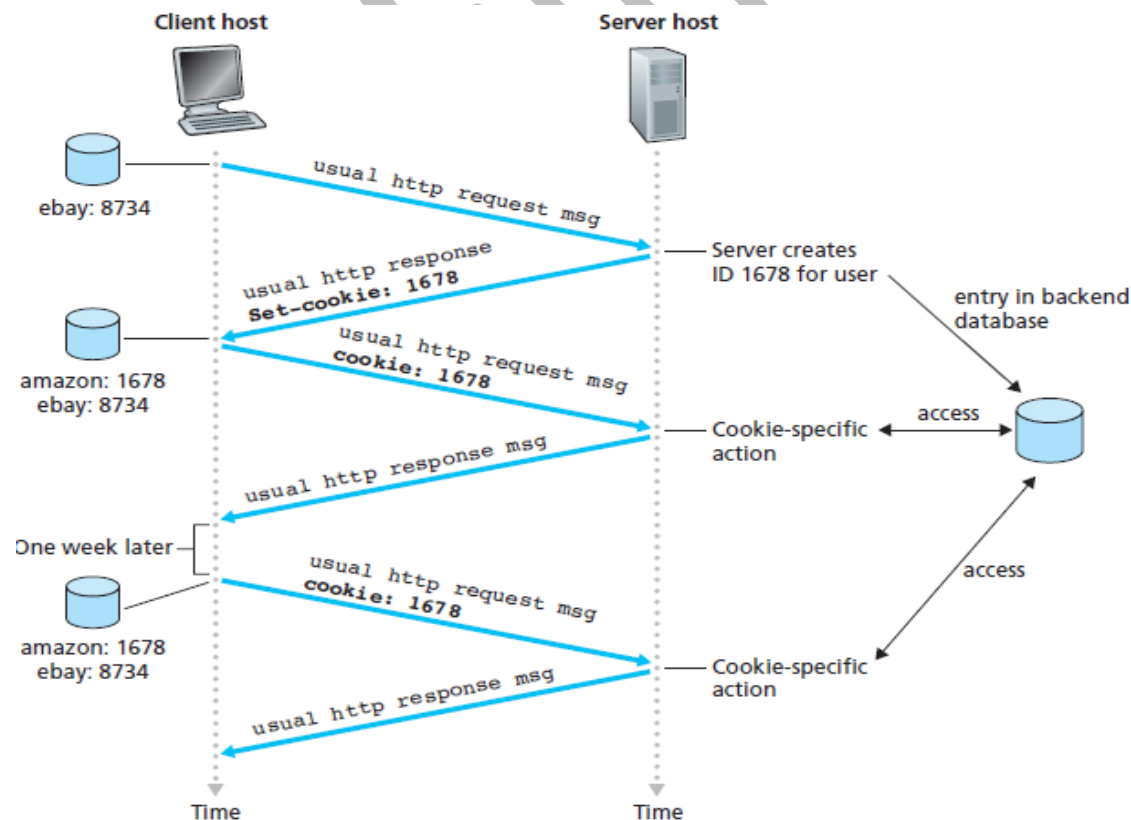 Client host
Server host
usual http request msg
ebay: 8734
Server creates
ID 1678 for user
usual http response
Set-cookie: 1678
entry in backend
database
usual http request msg
cookie: 1678
amazon: 1678
ebay: 8734
access
Cookie-specific
action
usual http response msg
One week later
usual http request msg
cookie: 1678
access
amazon: 1678
ebay: 8734
Cookie-specific
action
usual http response msg
Time
Time